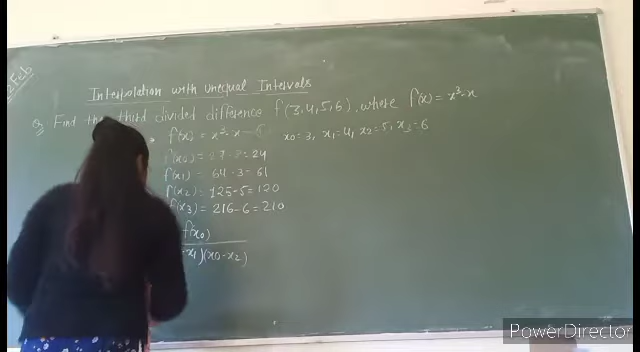 2 Feb
Interpolation with unequal Intervals
Q Find the third divided difference f(3,4,5,6), where f(x) = x³-x
f(x) = x³-x
x0=3, x1=4, x2=5, x3=6
f(x0) = 27-3=24
f(x1) = 64-3=61
f(x2) = 125-5=120
f(x3) = 216-6=210
f(x0)
-x1)(x0-x2)
PowerDirector